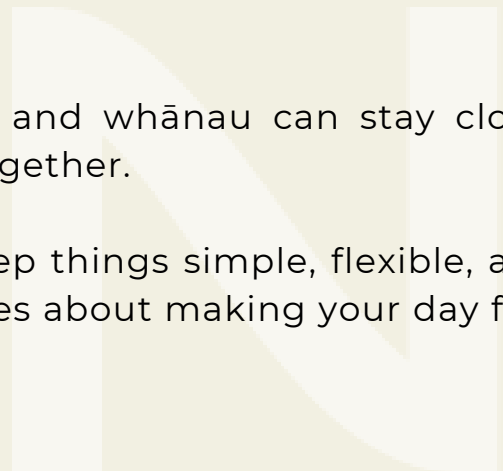 and whānau can stay clo
gether.
ep things simple, flexible, a
es about making your day f